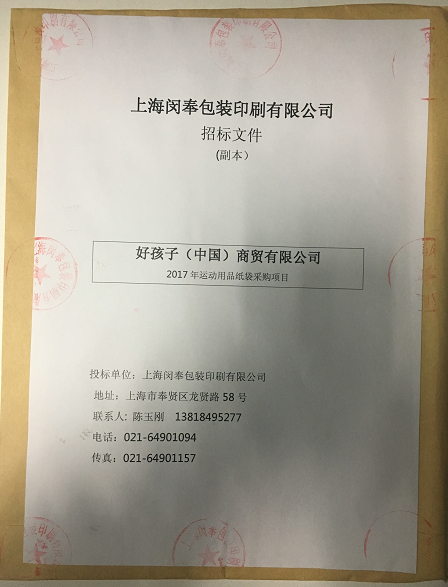 上海闵奉包装印刷有限公司
招标文件
(副本）
好孩子（中国）商贸有限公司
2017 年运动用品纸袋采购项目
投标单位：上海闵奉包装印刷有限公司
地址：上海市奉贤区龙贤路 58 号
联系人: 陈玉刚 13818495277
电话：021-64901094
传真：021-64901157